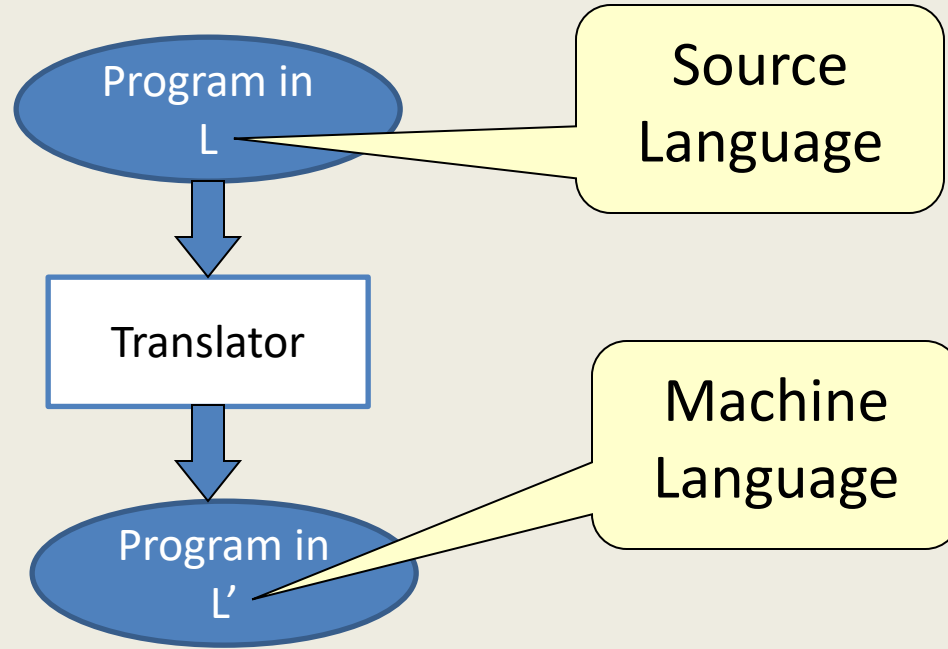 Program in
L
Source
Language
Translator
Machine
Language
Program in
L’